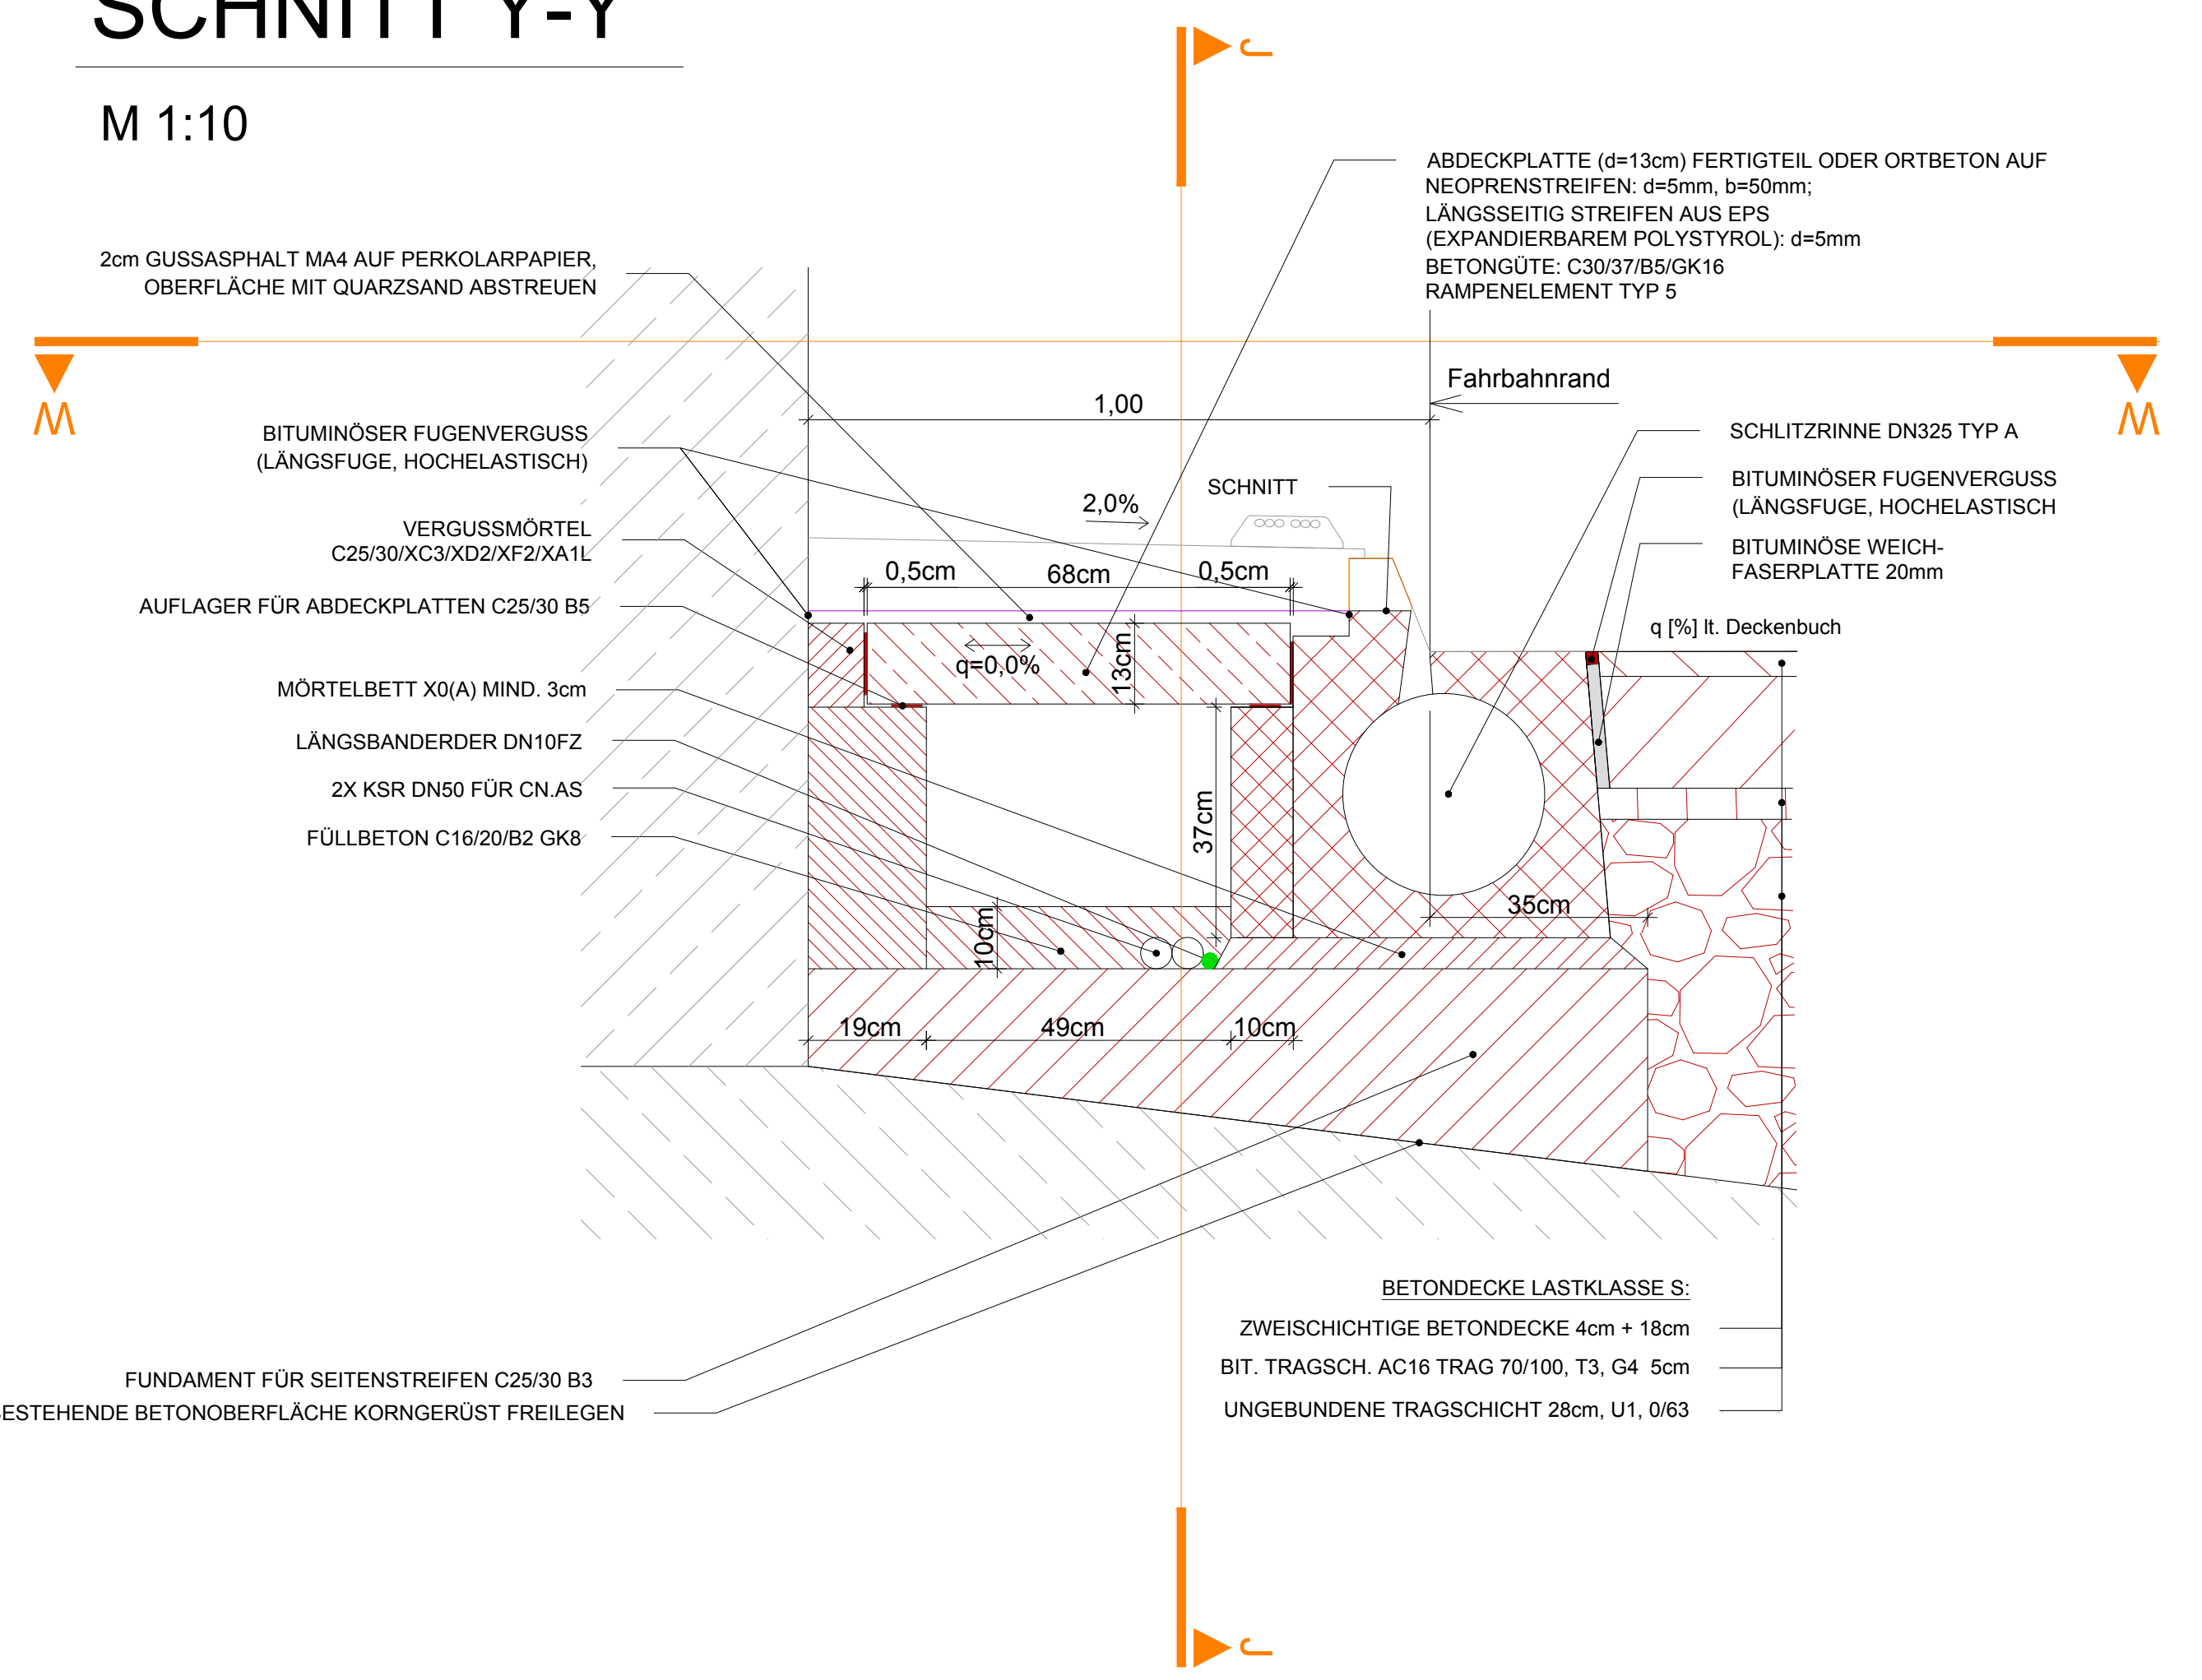 SCHNITT Y-Y
M 1:10
J
ABDECKPLATTE (d=13cm) FERTIGTEIL ODER ORTBETON AUF
NEOPRENSTREIFEN: d=5mm, b=50mm;
LÄNGSSEITIG STREIFEN AUS EPS
(EXPANDIERBAREM POLYSTYROL): d=5mm
BETONGÜTE: C30/37/B5/GK16
RAMPENELEMENT TYP 5
2cm GUSSASPHALT MA4 AUF PERKOLARPAPIER,
OBERFLÄCHE MIT QUARZSAND ABSTREUEN
W
W
Fahrbahnrand
1,00
BITUMINÖSER FUGENVERGUSS
(LÄNGSFUGE, HOCHELASTISCH)
SCHLITZRINNE DN325 TYP A
BITUMINÖSER FUGENVERGUSS
(LÄNGSFUGE, HOCHELASTISCH
SCHNITT
2,0%
VERGUSSMÖRTEL
C25/30/XC3/XD2/XF2/XA1L
BITUMINÖSE WEICH-
FASERPLATTE 20mm
0,5cm
68cm
0,5cm
AUFLAGER FÜR ABDECKPLATTEN C25/30 B5
q [%] lt. Deckenbuch
q=0,0%
13cm
MÖRTELBETT X0(A) MIND. 3cm
LÄNGSBANDERDER DN10FZ
2X KSR DN50 FÜR CN.AS
FÜLLBETON C16/20/B2 GK8
37cm
35cm
10cm
19cm
49cm
10cm
BETONDECKE LASTKLASSE S:
ZWEISCHICHTIGE BETONDECKE 4cm + 18cm
BIT. TRAGSCH. AC16 TRAG 70/100, T3, G4 5cm
UNGEBUNDENE TRAGSCHICHT 28cm, U1, 0/63
FUNDAMENT FÜR SEITENSTREIFEN C25/30 B3
BESTEHENDE BETONOBERFLÄCHE KORNGERÜST FREILEGEN
J